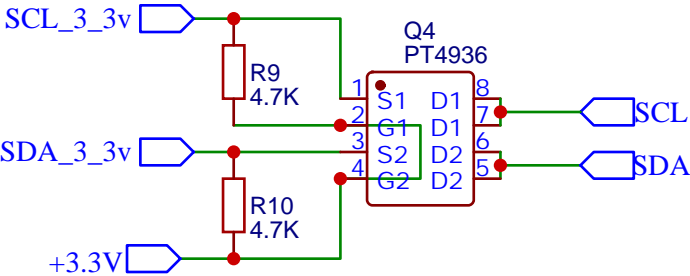 SCL_3_3v
Q4
PT4936
R9
4.7K
1 S1 D1 8
2 G1 D1 7
SCL
SDA_3_3v
3 S2 D2 6
4 G2 D2 5
SDA
R10
4.7K
+3.3V